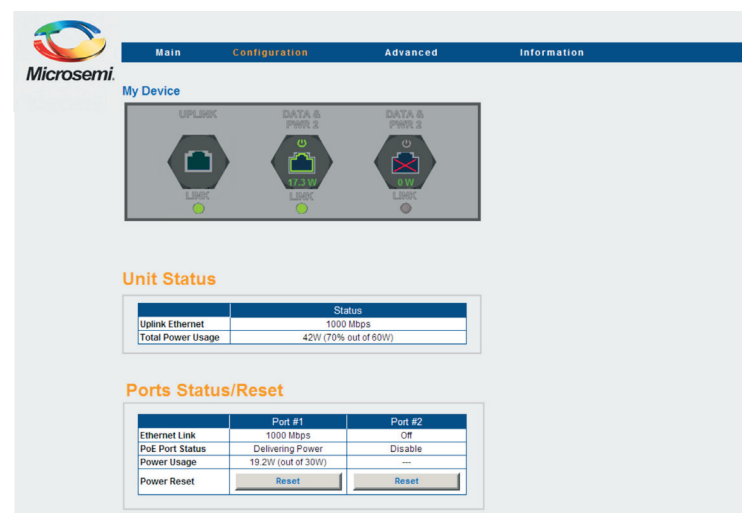 Microsemi.
Main Configuration Advanced Information
My Device
UPLINK DATA & PWR 2 DATA & PWR 2
17.3 W 0 W
LINK LINK LINK
Unit Status
Status
Uplink Ethernet 1000 Mbps
Total Power Usage 42W (70% out of 60W)
Ports Status/Reset
Port #1 Port #2
Ethernet Link 1000 Mbps Off
PoE Port Status Delivering Power Disable
Power Usage 19.2W (out of 30W) ---
Power Reset Reset Reset